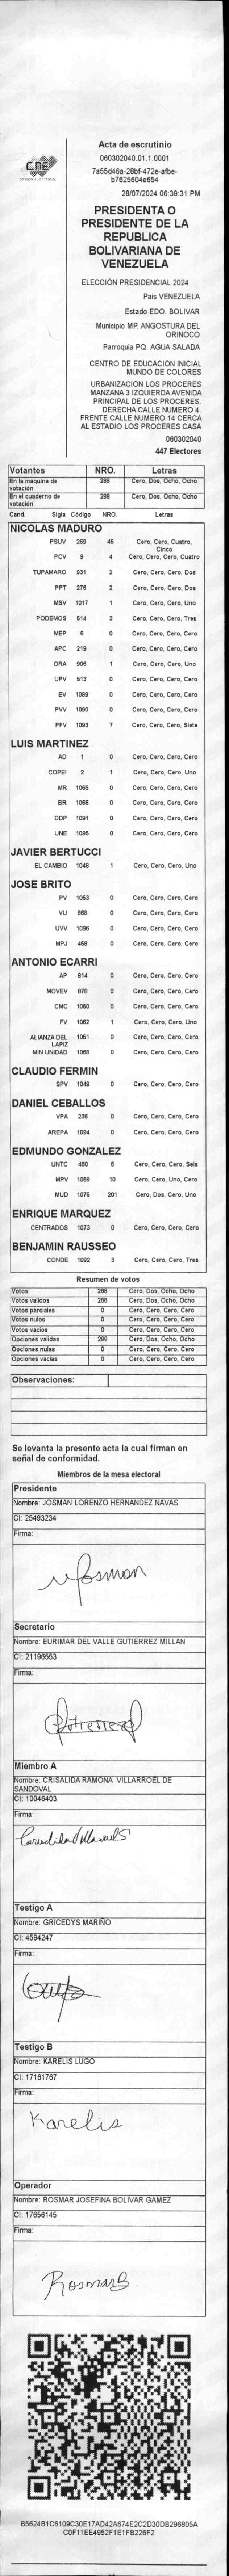 CNE
Acta de escrutinio
060302040.01.1.0001
7a55d46a-28bf-472e-afbe-
b7625604e654
28/07/2024 06:39:31 PM
PRESIDENTA O
PRESIDENTE DE LA
REPUBLICA
BOLIVARIANA DE
VENEZUELA
ELECCIÓN PRESIDENCIAL 2024
Pais VENEZUELA
Estado EDO. BOLIVAR
Municipio MP. ANGOSTURA DEL
ORINOCO
Parroquia PQ. AGUA SALADA
CENTRO DE EDUCACION INICIAL
MUNDO DE COLORES
URBANIZACION LOS PROCERES
MANZANA 3 IZQUIERDA AVENIDA
PRINCIPAL DE LOS PROCERES.
DERECHA CALLE NUMERO 4.
FRENTE CALLE NUMERO 14 CERCA
AL ESTADIO LOS PROCERES CASA
060302040
447 Electores
Votantes NRO. Letras
En la máquina de votación 288 Cero, Dos, Ocho, Ocho
En el cuaderno de votación 288 Cero, Dos, Ocho, Ocho
Cand. Sigla Código NRO. Letras
NICOLAS MADURO
PSUV 269 45 Cero, Cero, Cuatro, Cinco
PCV 9 4 Cero, Cero, Cero, Cuatro
TUPAMARO 931 2 Cero, Cero, Cero, Dos
PPT 276 2 Cero, Cero, Cero, Dos
MSV 1017 1 Cero, Cero, Cero, Uno
PODEMOS 514 3 Cero, Cero, Cero, Tres
MEP 6 0 Cero, Cero, Cero, Cero
APC 219 0 Cero, Cero, Cero, Cero
ORA 906 1 Cero, Cero, Cero, Uno
UPV 613 0 Cero, Cero, Cero, Cero
EV 1089 0 Cero, Cero, Cero, Cero
PVV 1090 0 Cero, Cero, Cero, Cero
PFV 1093 7 Cero, Cero, Cero, Siete
LUIS MARTINEZ
AD 1 0 Cero, Cero, Cero, Cero
COPEI 2 1 Cero, Cero, Cero, Uno
MR 1066 0 Cero, Cero, Cero, Cero
BR 1068 0 Cero, Cero, Cero, Cero
DDP 1091 0 Cero, Cero, Cero, Cero
UNE 1095 0 Cero, Cero, Cero, Cero
JAVIER BERTUCCI
EL CAMBIO 1048 1 Cero, Cero, Cero, Uno
JOSE BRITO
PV 1053 0 Cero, Cero, Cero, Cero
VU 868 0 Cero, Cero, Cero, Cero
UVV 1096 0 Cero, Cero, Cero, Cero
MPJ 458 0 Cero, Cero, Cero, Cero
ANTONIO ECARRI
AP 914 0 Cero, Cero, Cero, Cero
MOVEV 876 0 Cero, Cero, Cero, Cero
CMC 1050 0 Cero, Cero, Cero, Cero
FV 1062 1 Cero, Cero, Cero, Uno
ALIANZA DEL LAPIZ 1051 0 Cero, Cero, Cero, Cero
MIN UNIDAD 1068 0 Cero, Cero, Cero, Cero
CLAUDIO FERMIN
SPV 1049 0 Cero, Cero, Cero, Cero
DANIEL CEBALLOS
VPA 236 0 Cero, Cero, Cero, Cero
AREPA 1094 0 Cero, Cero, Cero, Cero
EDMUNDO GONZALEZ
UNTC 460 6 Cero, Cero, Cero, Seis
MPV 1069 10 Cero, Cero, Uno, Cero
MUD 1075 201 Cero, Dos, Cero, Uno
ENRIQUE MARQUEZ
CENTRADOS 1073 0 Cero, Cero, Cero, Cero
BENJAMIN RAUSSEO
CONDE 1092 3 Cero, Cero, Cero, Tres
Resumen de votos
Votos 288 Cero, Dos, Ocho, Ocho
Votos validos 288 Cero, Dos, Ocho, Ocho
Votos parciales 0 Cero, Cero, Cero, Cero
Votos nulos 0 Cero, Cero, Cero, Cero
Votos vacios 0 Cero, Cero, Cero, Cero
Opciones validas 288 Cero, Dos, Ocho, Ocho
Opciones nulas 0 Cero, Cero, Cero, Cero
Opciones vacias 0 Cero, Cero, Cero, Cero
Observaciones:
Se levanta la presente acta la cual firman en
señal de conformidad.
Miembros de la mesa electoral
Presidente
Nombre: JOSMAN LORENZO HERNANDEZ NAVAS
CI: 25493234
Firma:
Josman
Secretario
Nombre: EURIMAR DEL VALLE GUTIERREZ MILLAN
CI: 21196553
Firma:
Gutierrez
Miembro A
Nombre: CRISALIDA RAMONA VILLARROEL DE
SANDOVAL
CI: 10046403
Firma:
Testigo A
Nombre: GRICEDYS MARIÑO
CI: 4594247
Firma:
Testigo B
Nombre: KARELIS LUGO
CI: 17161767
Firma:
Karelis
Operador
Nombre: ROSMAR JOSEFINA BOLIVAR GAMEZ
CI: 17656145
Firma:
RosmarB
B5624B1C6109C30E17AD42A674E2C2D30DB296805A
C0F11EE4952F1E1FB226F2